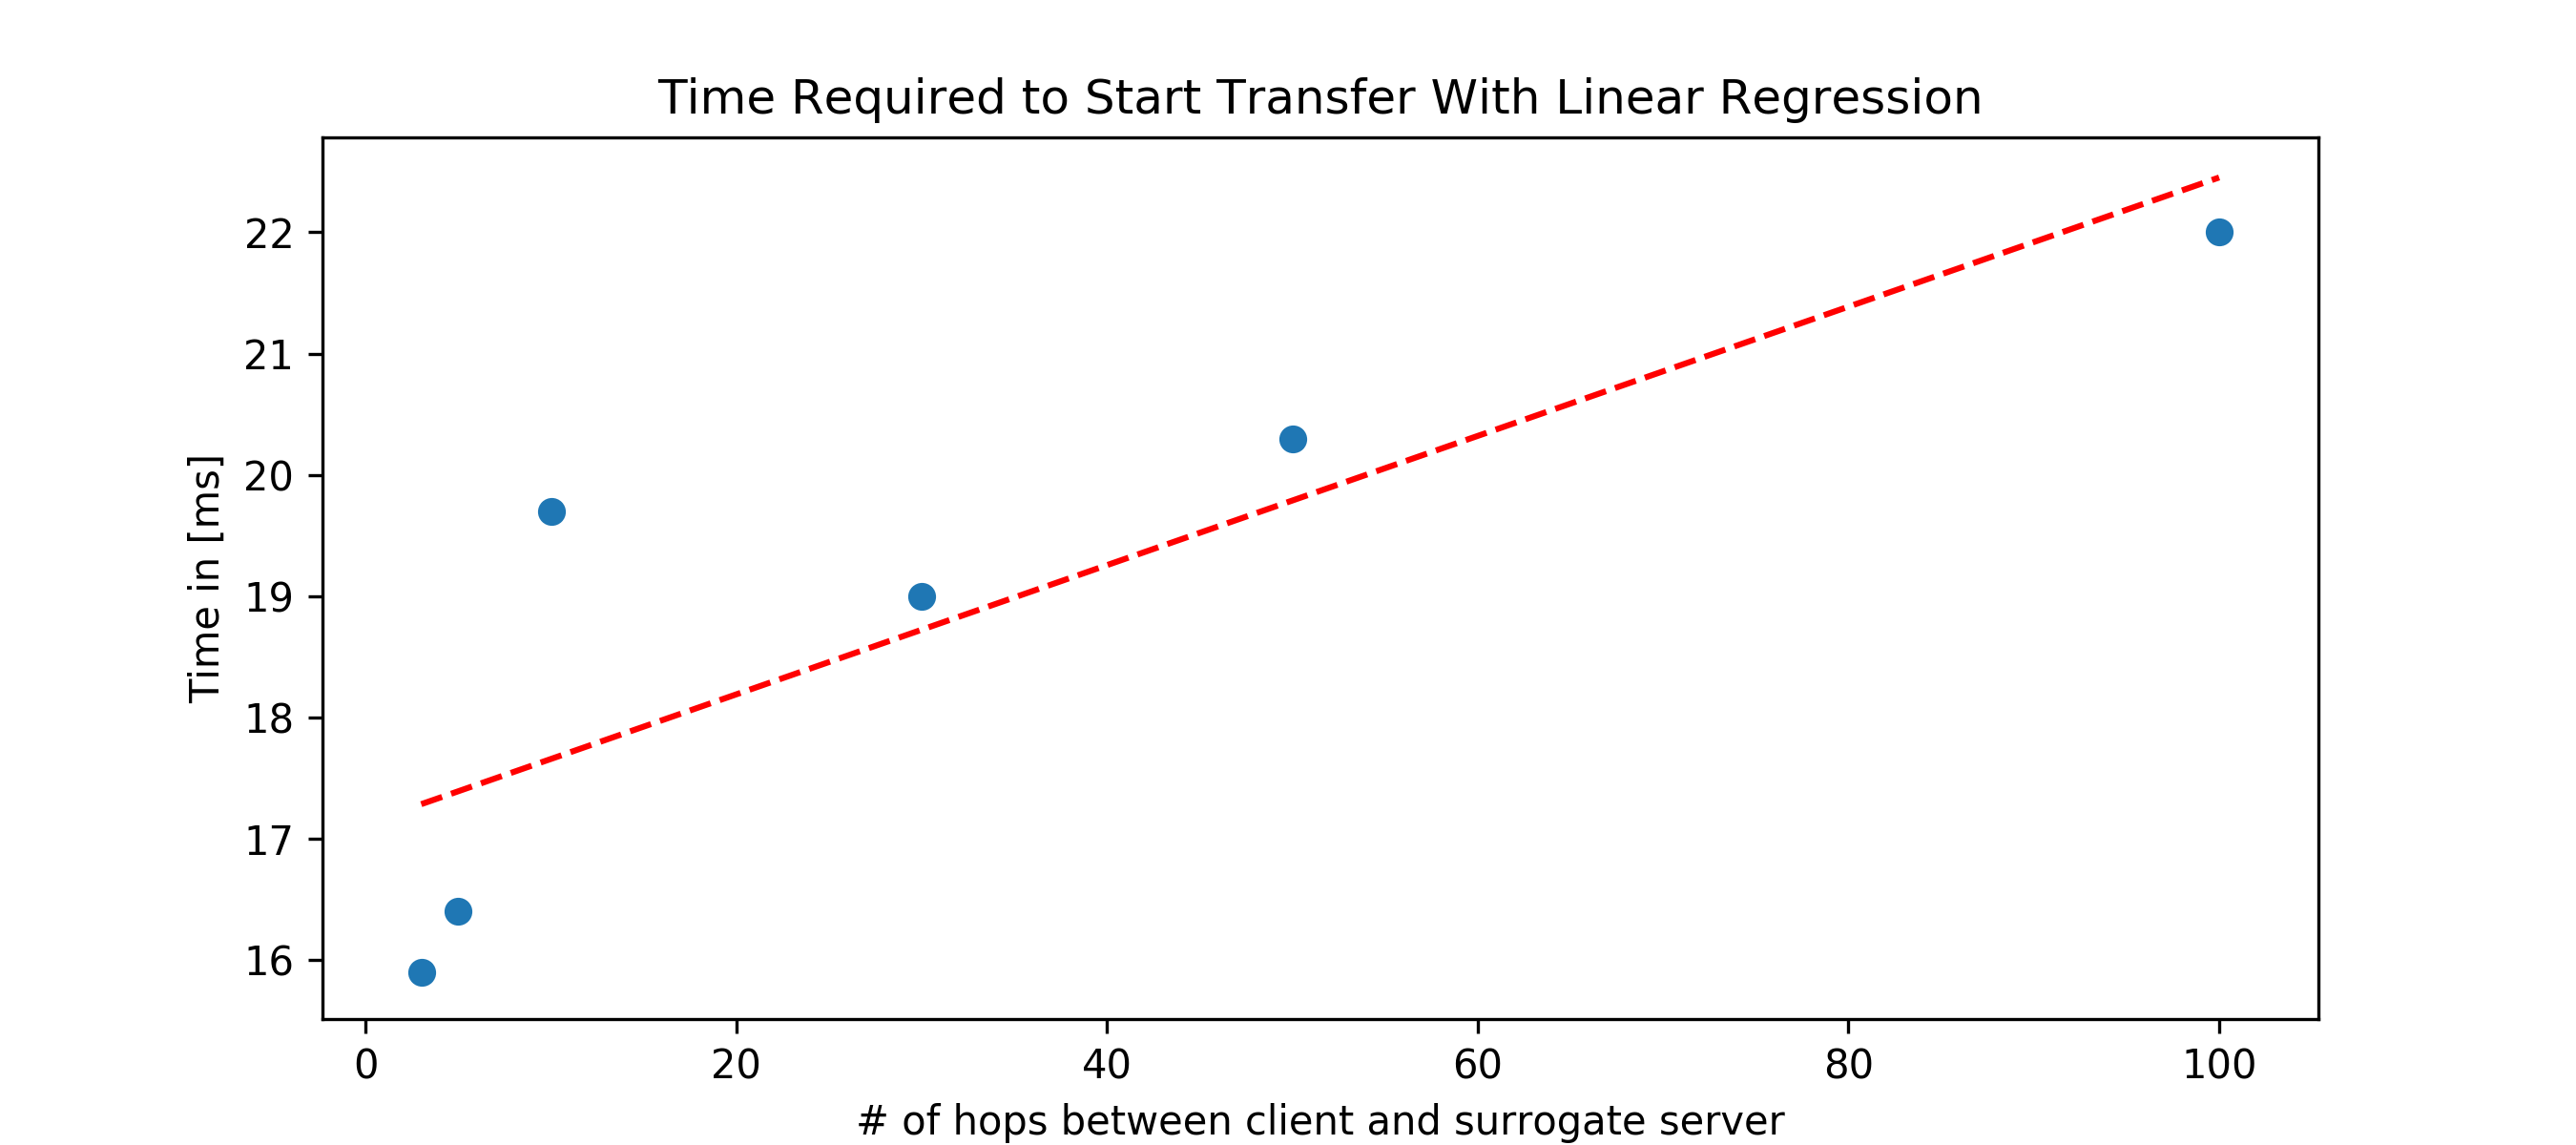 Time Required to Start Transfer With Linear Regression
22
21
20
19
18
17
16
Time in [ms]
0 20 40 60 80 100
# of hops between client and surrogate server